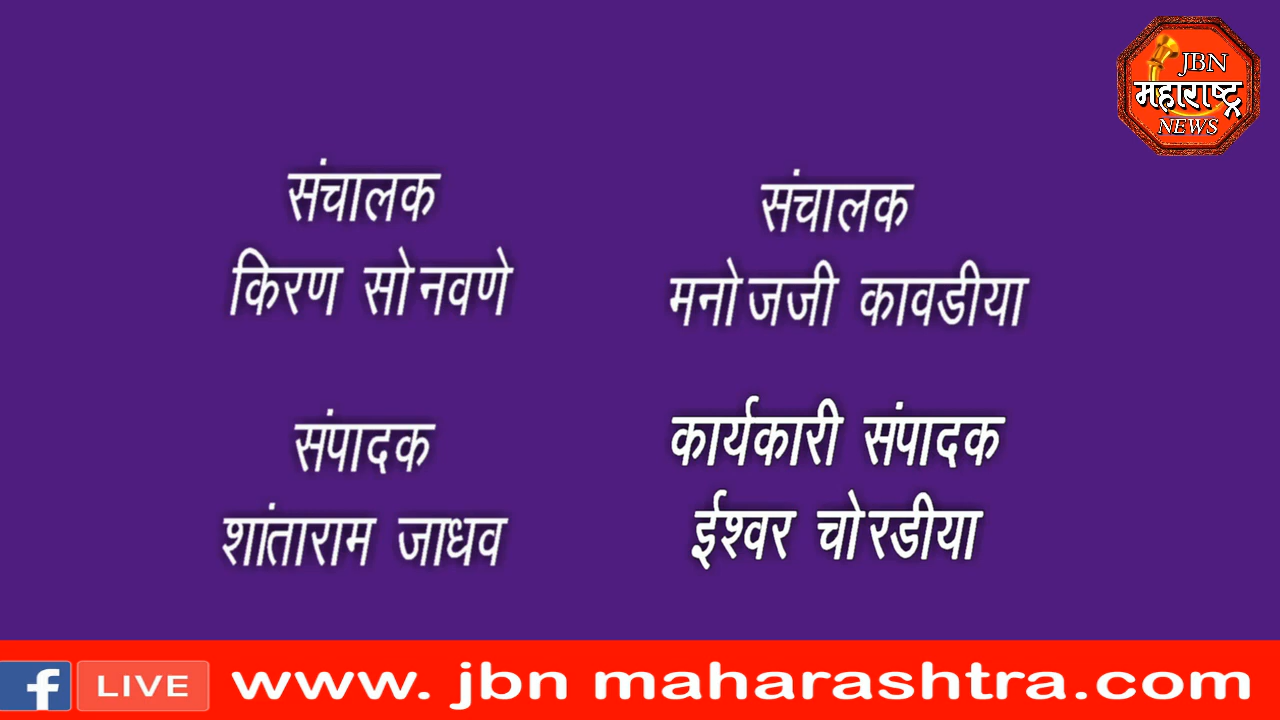 JBN
महाराष्ट्र
NEWS
संचालक
किरण सोनवणे
संचालक
मनोजजी कावडीया
संपादक
शांताराम जाधव
कार्यकारी संपादक
ईश्वर चोरडीया
f LIVE www. jbn maharashtra.com